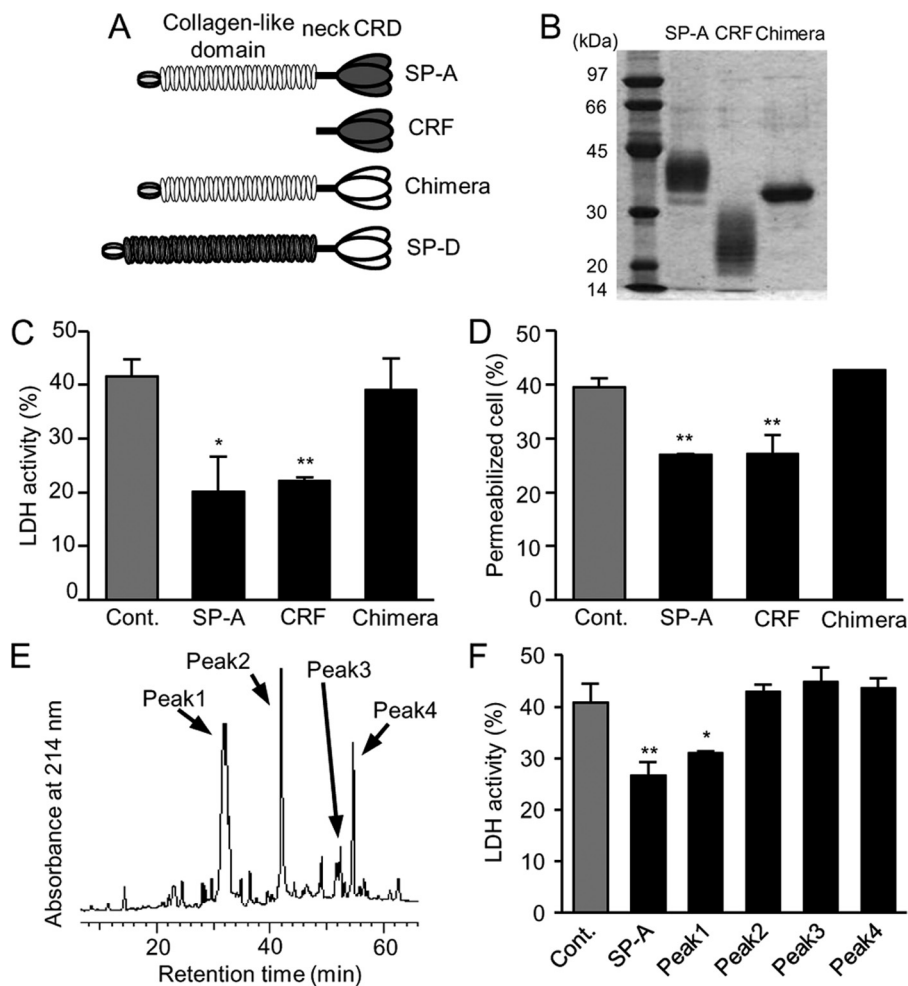 A
Collagen-like
domain
neck CRD
SP-A
CRF
Chimera
SP-D
B
(kDa)
SP-A CRF Chimera
97
66
45
30
20
14
C
LDH activity (%)
50
40
30
20
10
0
*
**
Cont.
SP-A
CRF
Chimera
D
Permeabilized cell (%)
50
40
30
20
10
0
**
**
Cont.
SP-A
CRF
Chimera
E
Absorbance at 214 nm
Peak1
Peak2
Peak3
Peak4
20
40
60
Retention time (min)
F
LDH activity (%)
50
40
30
20
10
0
**
*
Cont.
SP-A
Peak1
Peak2
Peak3
Peak4